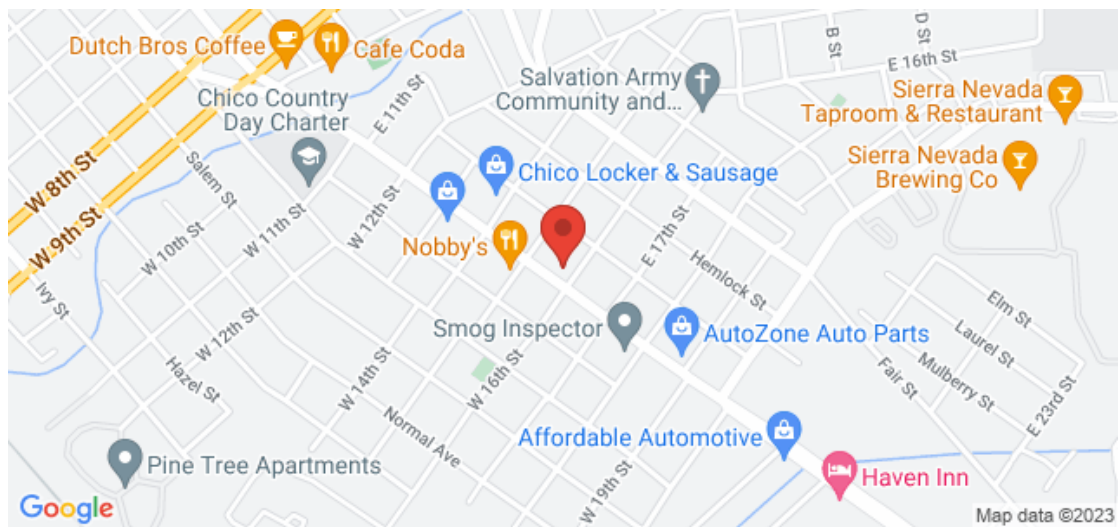 Dutch Bros Coffee
Cafe Coda
B St
D St
E 16th St
Chico Country
Day Charter
E 11th St
Salvation Army
Community and...
Sierra Nevada
Taproom & Restaurant
W 8th St
Salem St
W 12th St
Chico Locker & Sausage
Sierra Nevada
Brewing Co
W 9th St
W 10th St
W 11th St
Nobby's
E 17th St
Hemlock St
Ivy St
W 12th St
Smog Inspector
AutoZone Auto Parts
Elm St
Laurel St
Mulberry St
Hazel St
W 14th St
W 16th St
Fair St
E 23rd St
Normal Ave
Affordable Automotive
Pine Tree Apartments
W 19th St
Haven Inn
Google
Map data ©2023